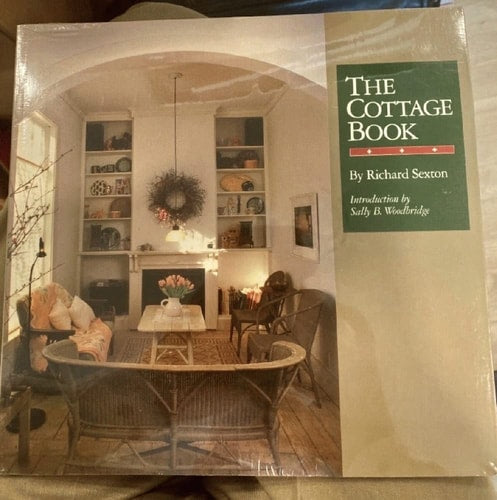 THE
COTTAGE
BOOK
By Richard Sexton
Introduction by
Sally B. Woodbridge